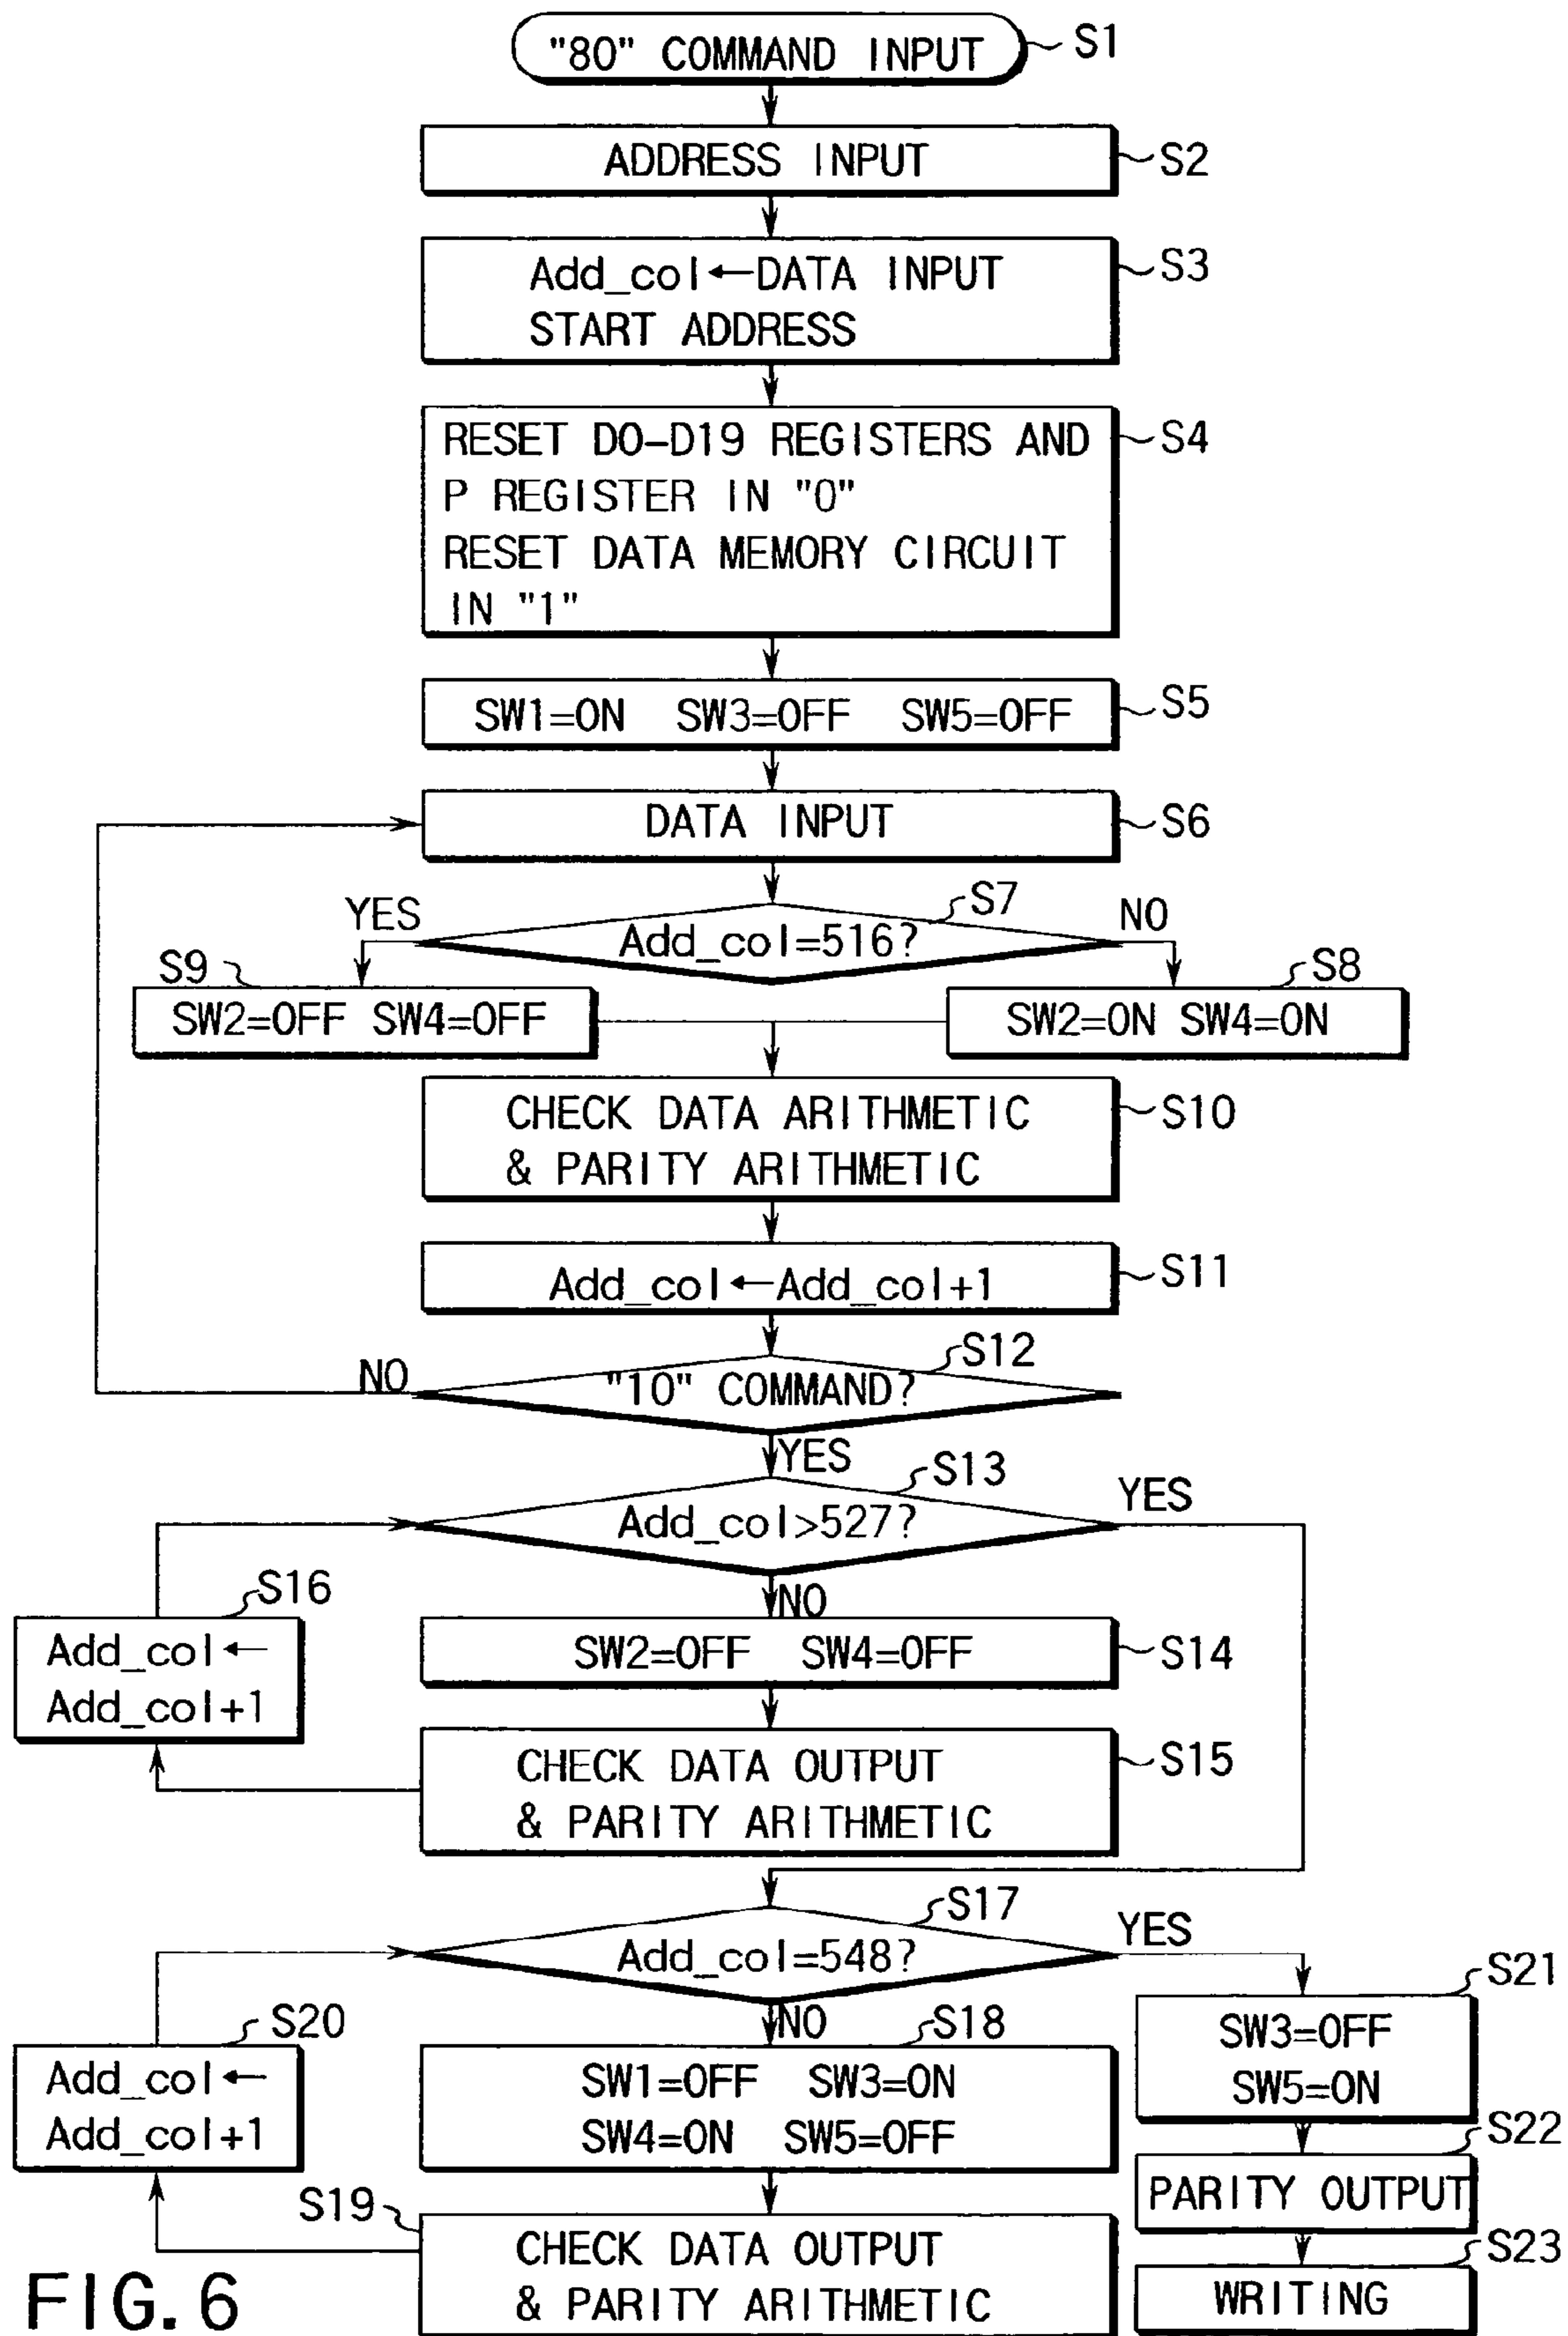 "80" COMMAND INPUT
S1
ADDRESS INPUT
S2
Add_col←DATA INPUT
START ADDRESS
S3
RESET D0-D19 REGISTERS AND
P REGISTER IN "0"
RESET DATA MEMORY CIRCUIT
IN "1"
S4
SW1=ON SW3=OFF SW5=OFF
S5
DATA INPUT
S6
S7
YES
Add_col=516?
NO
S9
SW2=OFF SW4=OFF
S8
SW2=ON SW4=ON
CHECK DATA ARITHMETIC
& PARITY ARITHMETIC
S10
Add_col←Add_col+1
S11
S12
NO
"10" COMMAND?
YES
S13
Add_col>527?
YES
NO
S16
Add_col←
Add_col+1
SW2=OFF SW4=OFF
S14
CHECK DATA OUTPUT
& PARITY ARITHMETIC
S15
S17
Add_col=548?
YES
NO
S20
Add_col←
Add_col+1
S18
SW1=OFF SW3=ON
SW4=ON SW5=OFF
S21
SW3=OFF
SW5=ON
S19
CHECK DATA OUTPUT
& PARITY ARITHMETIC
S22
PARITY OUTPUT
S23
WRITING
FIG. 6